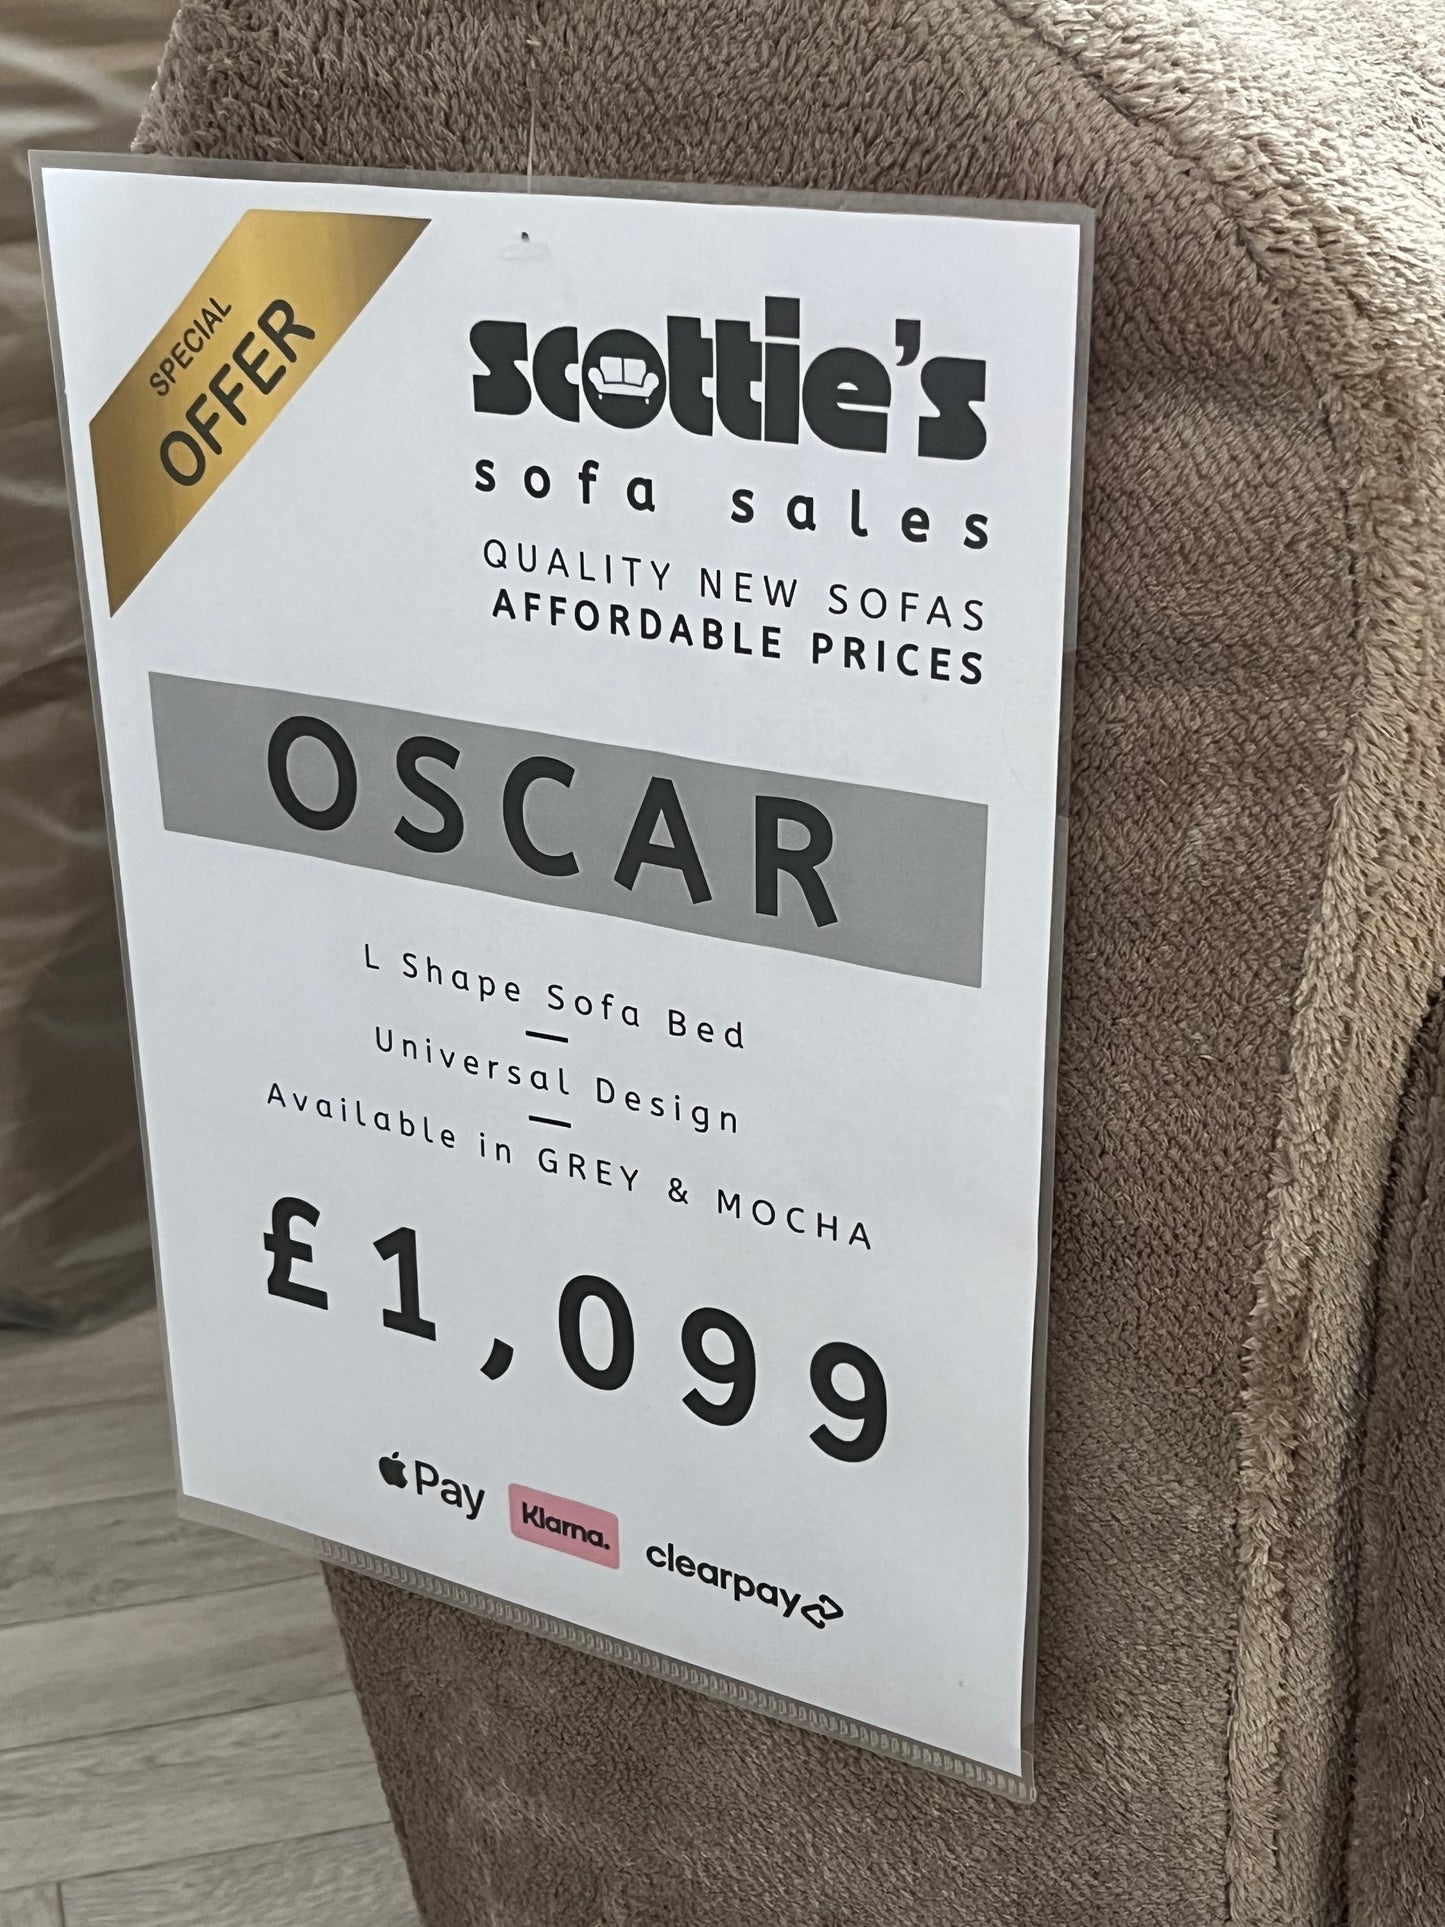 SPECIAL
OFFER
scottie's
sofa sales
QUALITY NEW SOFAS
AFFORDABLE PRICES
OSCAR
L Shape Sofa Bed
Universal Design
Available in GREY & MOCHA
£1,099
Pay Klarna. clearpay